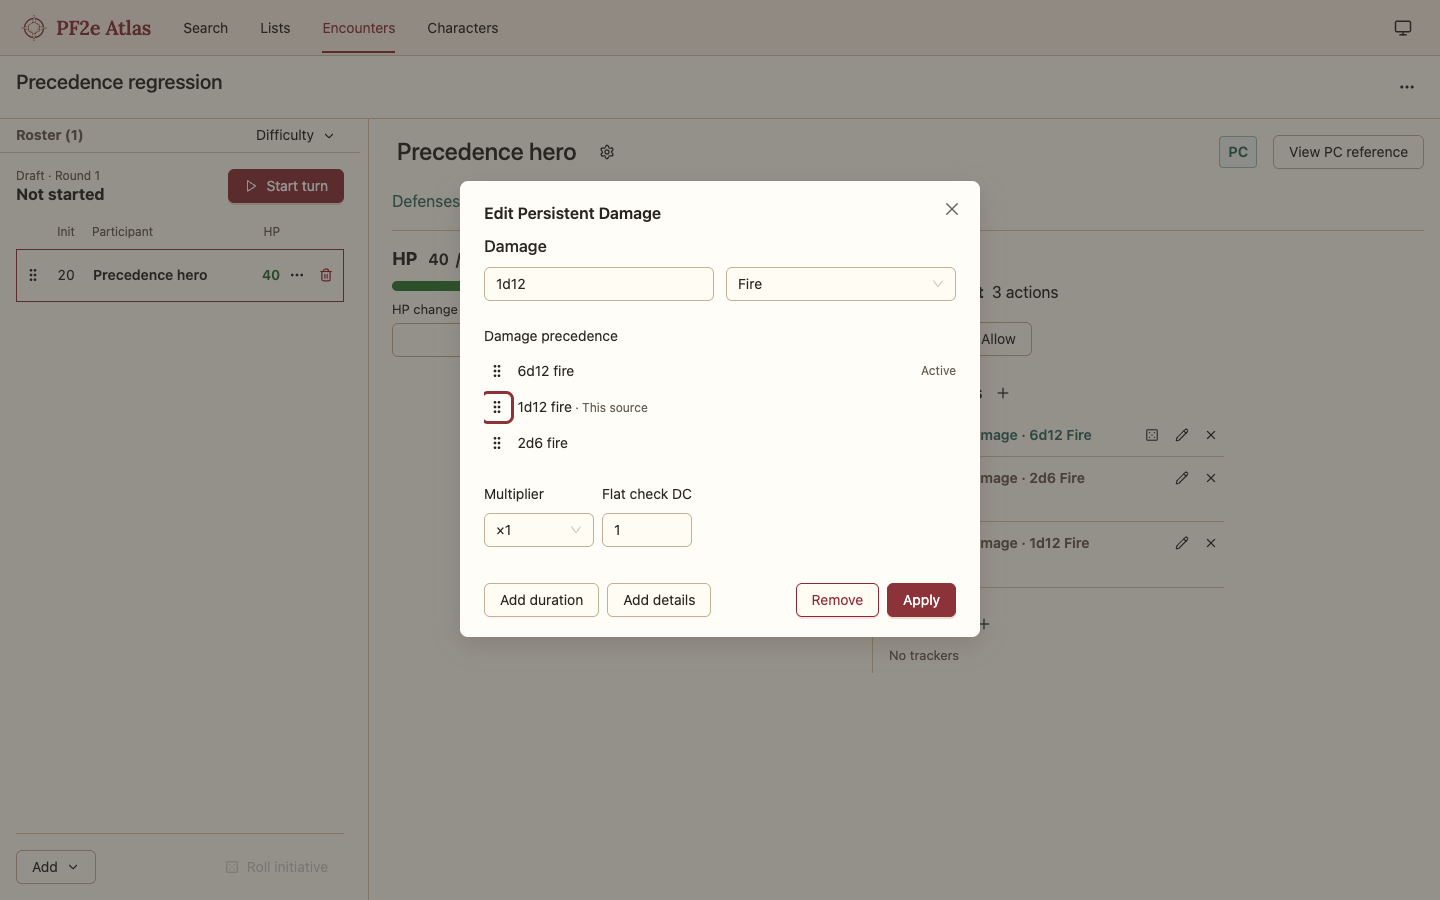 PF2e Atlas
Search
Lists
Encounters
Characters
Precedence regression
Roster (1)
Difficulty
Draft · Round 1
Not started
Start turn
Init
Participant
HP
20
Precedence hero
40
Add
Roll initiative
Precedence hero
PC
View PC reference
Defenses
HP 40 /
HP change
3 actions
Allow
mage · 6d12 Fire
mage · 2d6 Fire
mage · 1d12 Fire
No trackers
Edit Persistent Damage
Damage
1d12
Fire
Damage precedence
6d12 fire
Active
1d12 fire · This source
2d6 fire
Multiplier
Flat check DC
×1
1
Add duration
Add details
Remove
Apply